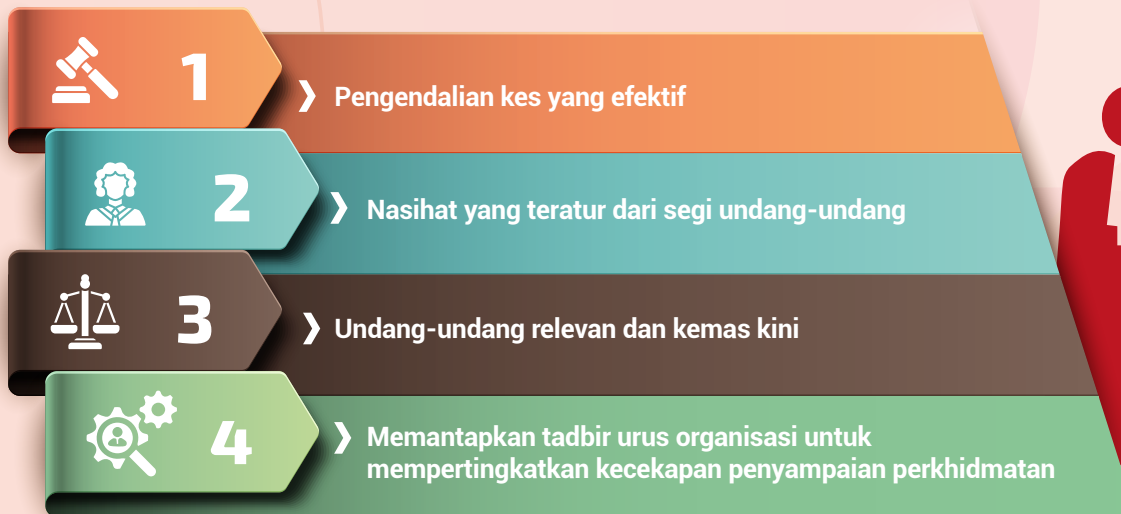 1
Pengendalian kes yang efektif
2
Nasihat yang teratur dari segi undang-undang
3
Undang-undang relevan dan kemas kini
4
Memantapkan tadbir urus organisasi untuk
mempertingkatkan kecekapan penyampaian perkhidmatan